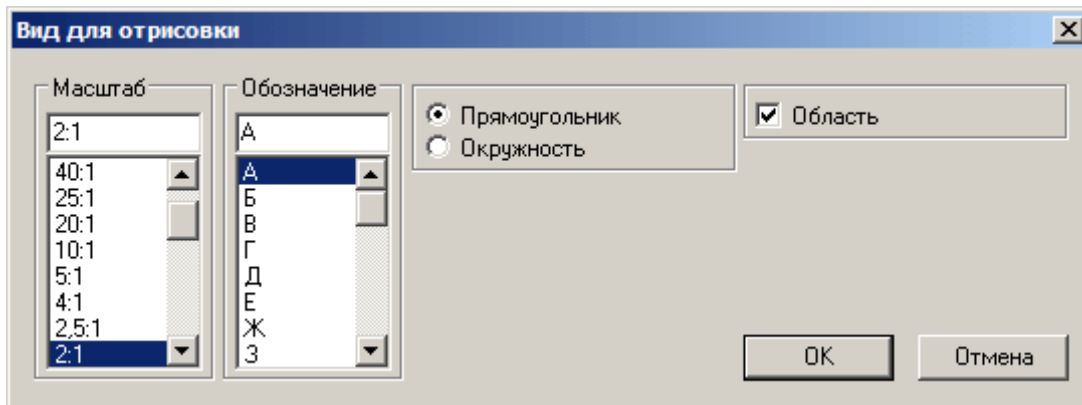 Вид для отрисовки
Масштаб
2:1
40:1
25:1
20:1
10:1
5:1
4:1
2,5:1
2:1
Обозначение
А
А
Б
В
Г
Д
Е
Ж
З
Прямоугольник
Окружность
Область
OK
Отмена